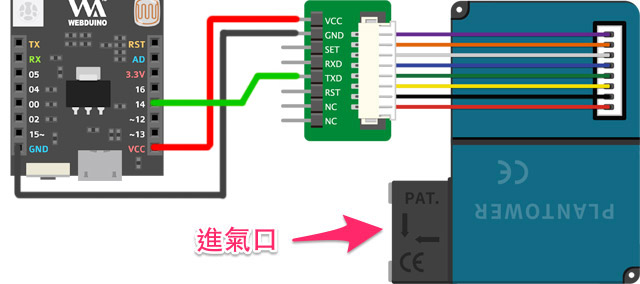 WEBDUINO
TX RST
RX AD
05 3.3V
04 16
00 14
02 ~12
15~ ~13
GND VCC
VCC
GND
SET
RXD
TXD
RST
NC
NC
PLANTOWER
CE
PAT.
CE
進氣口